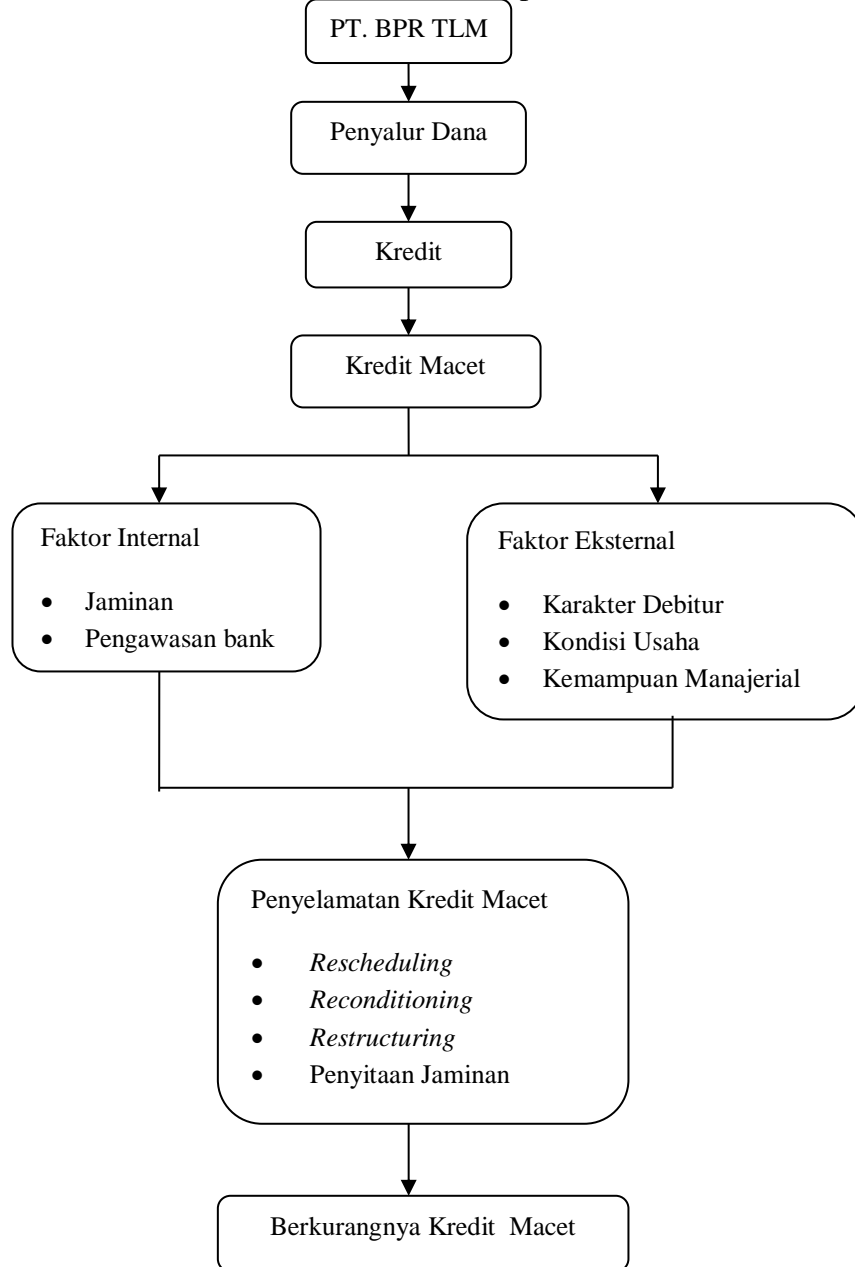 PT. BPR TLM
Penyalur Dana
Kredit
Kredit Macet
Faktor Internal
• Jaminan
• Pengawasan bank
Faktor Eksternal
• Karakter Debitur
• Kondisi Usaha
• Kemampuan Manajerial
Penyelamatan Kredit Macet
• Rescheduling
• Reconditioning
• Restructuring
• Penyitaan Jaminan
Berkurangnya Kredit Macet